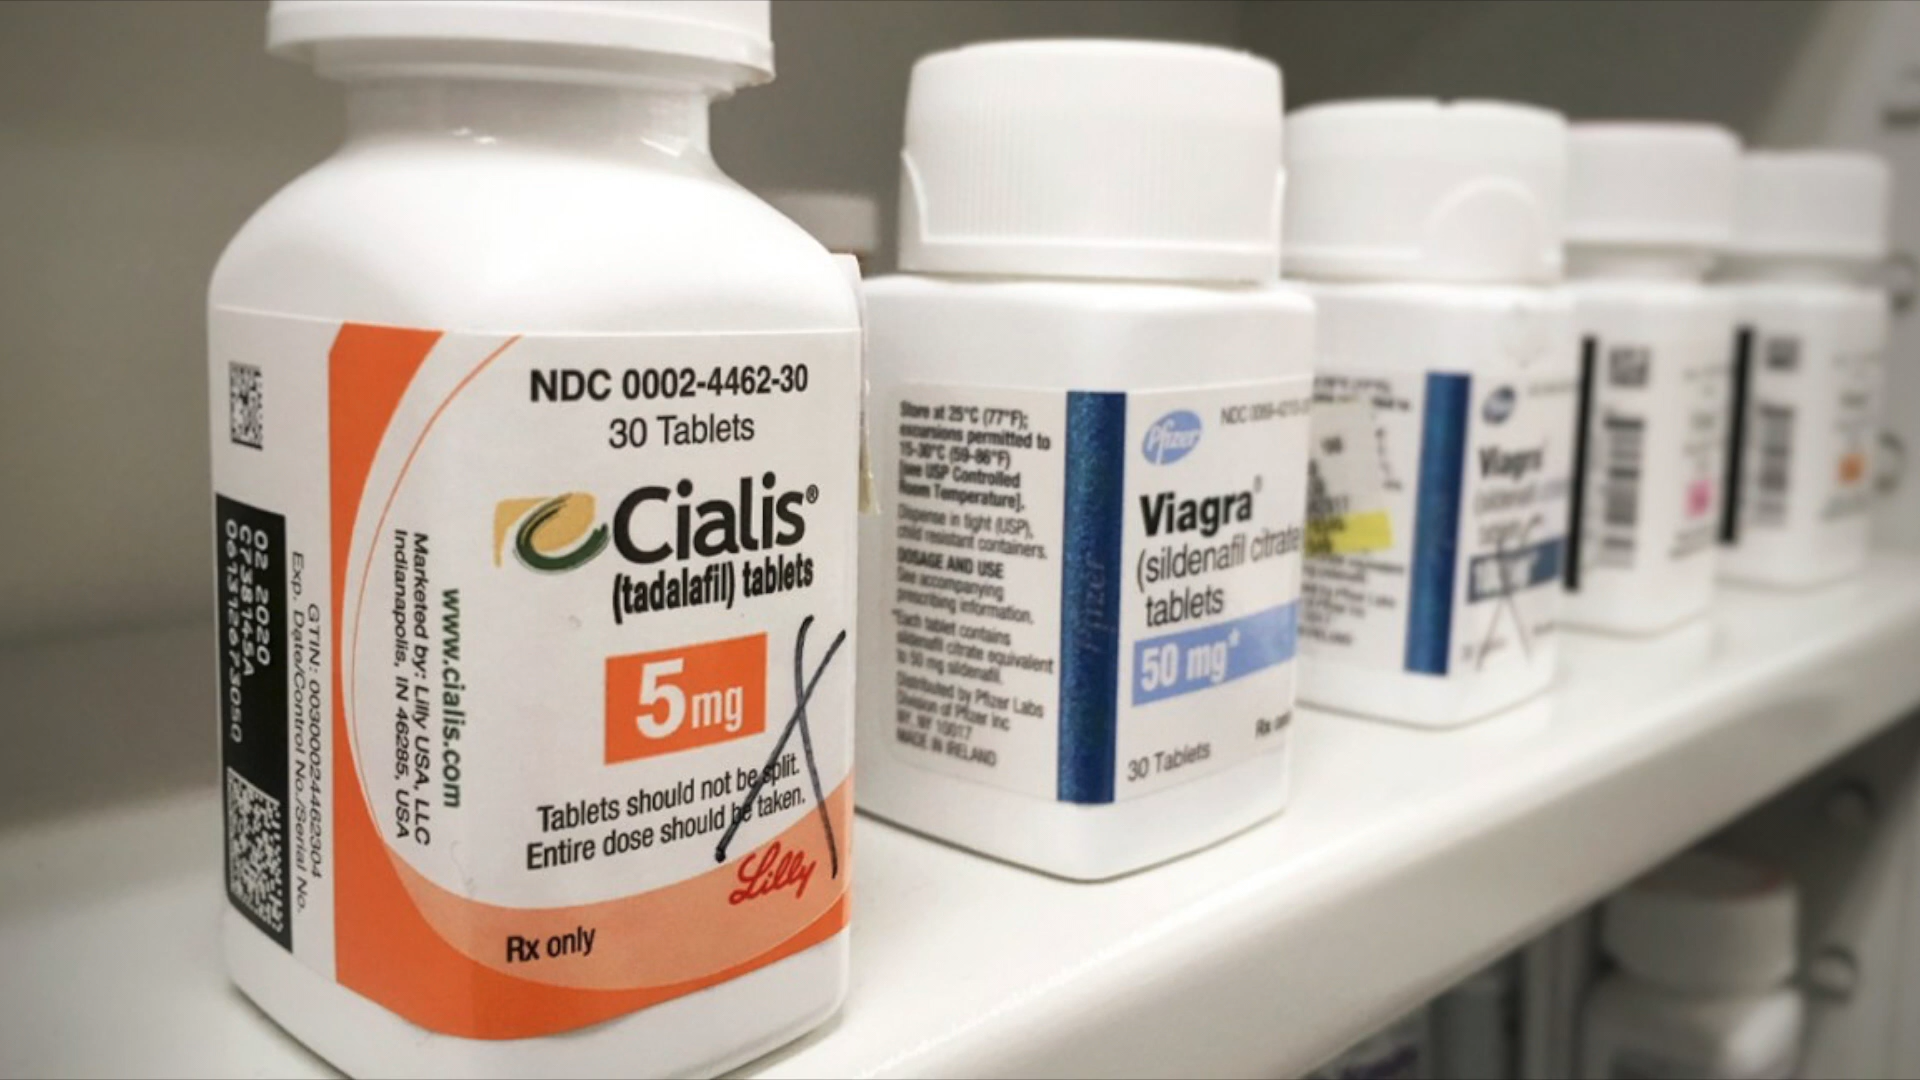 NDC 0002-4462-30
30 Tablets
Cialis®
(tadalafil) tablets
5 mg
Tablets should not be split.
Entire dose should be taken.
Lilly
Rx only
www.cialis.com
Marketed by: Lilly USA, LLC
Indianapolis, IN 46285, USA
Exp. Date/Control No./Serial No.
02 2020
Store at 25°C (77°F);
excursions permitted to
15-30°C (59-86°F)
[see USP Controlled
Room Temperature].
Dispense in tight (USP),
child resistant containers.
DOSAGE AND USE
See accompanying
prescribing information.
*Each tablet contains
sildenafil citrate equivalent
to 50 mg sildenafil.
Distributed by Pfizer Labs
Division of Pfizer Inc
NY, NY 10017
MADE IN IRELAND
Pfizer
Pfizer
NDC
Viagra®
(sildenafil citrate
tablets
50 mg*
Rx
30 Tablets
Viagra